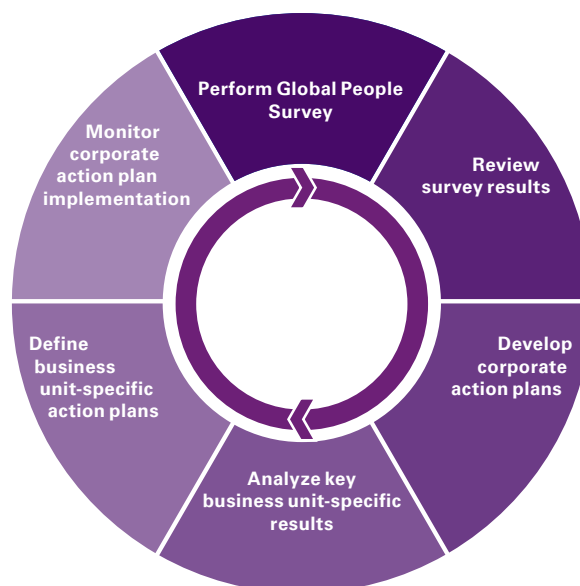 Perform Global People
Survey
Review
survey results
Develop
corporate
action plans
Analyze key
business unit-specific
results
Define
business
unit-specific
action plans
Monitor
corporate
action plan
implementation